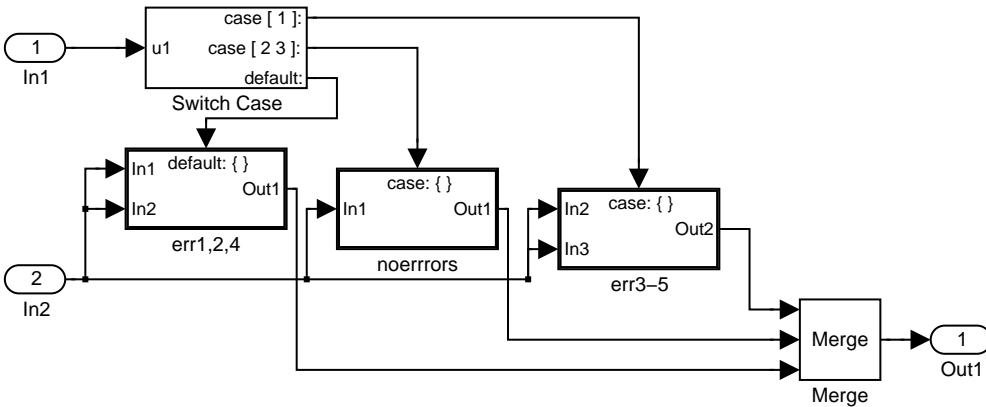 case [ 1 ]:
1
u1
case [ 2 3 ]:
In1
default:
Switch Case
default: { }
In1
Out1
In2
err1,2,4
case: { }
In1
Out1
noerrrors
case: { }
In2
Out2
In3
err3−5
2
In2
Merge
Merge
1
Out1